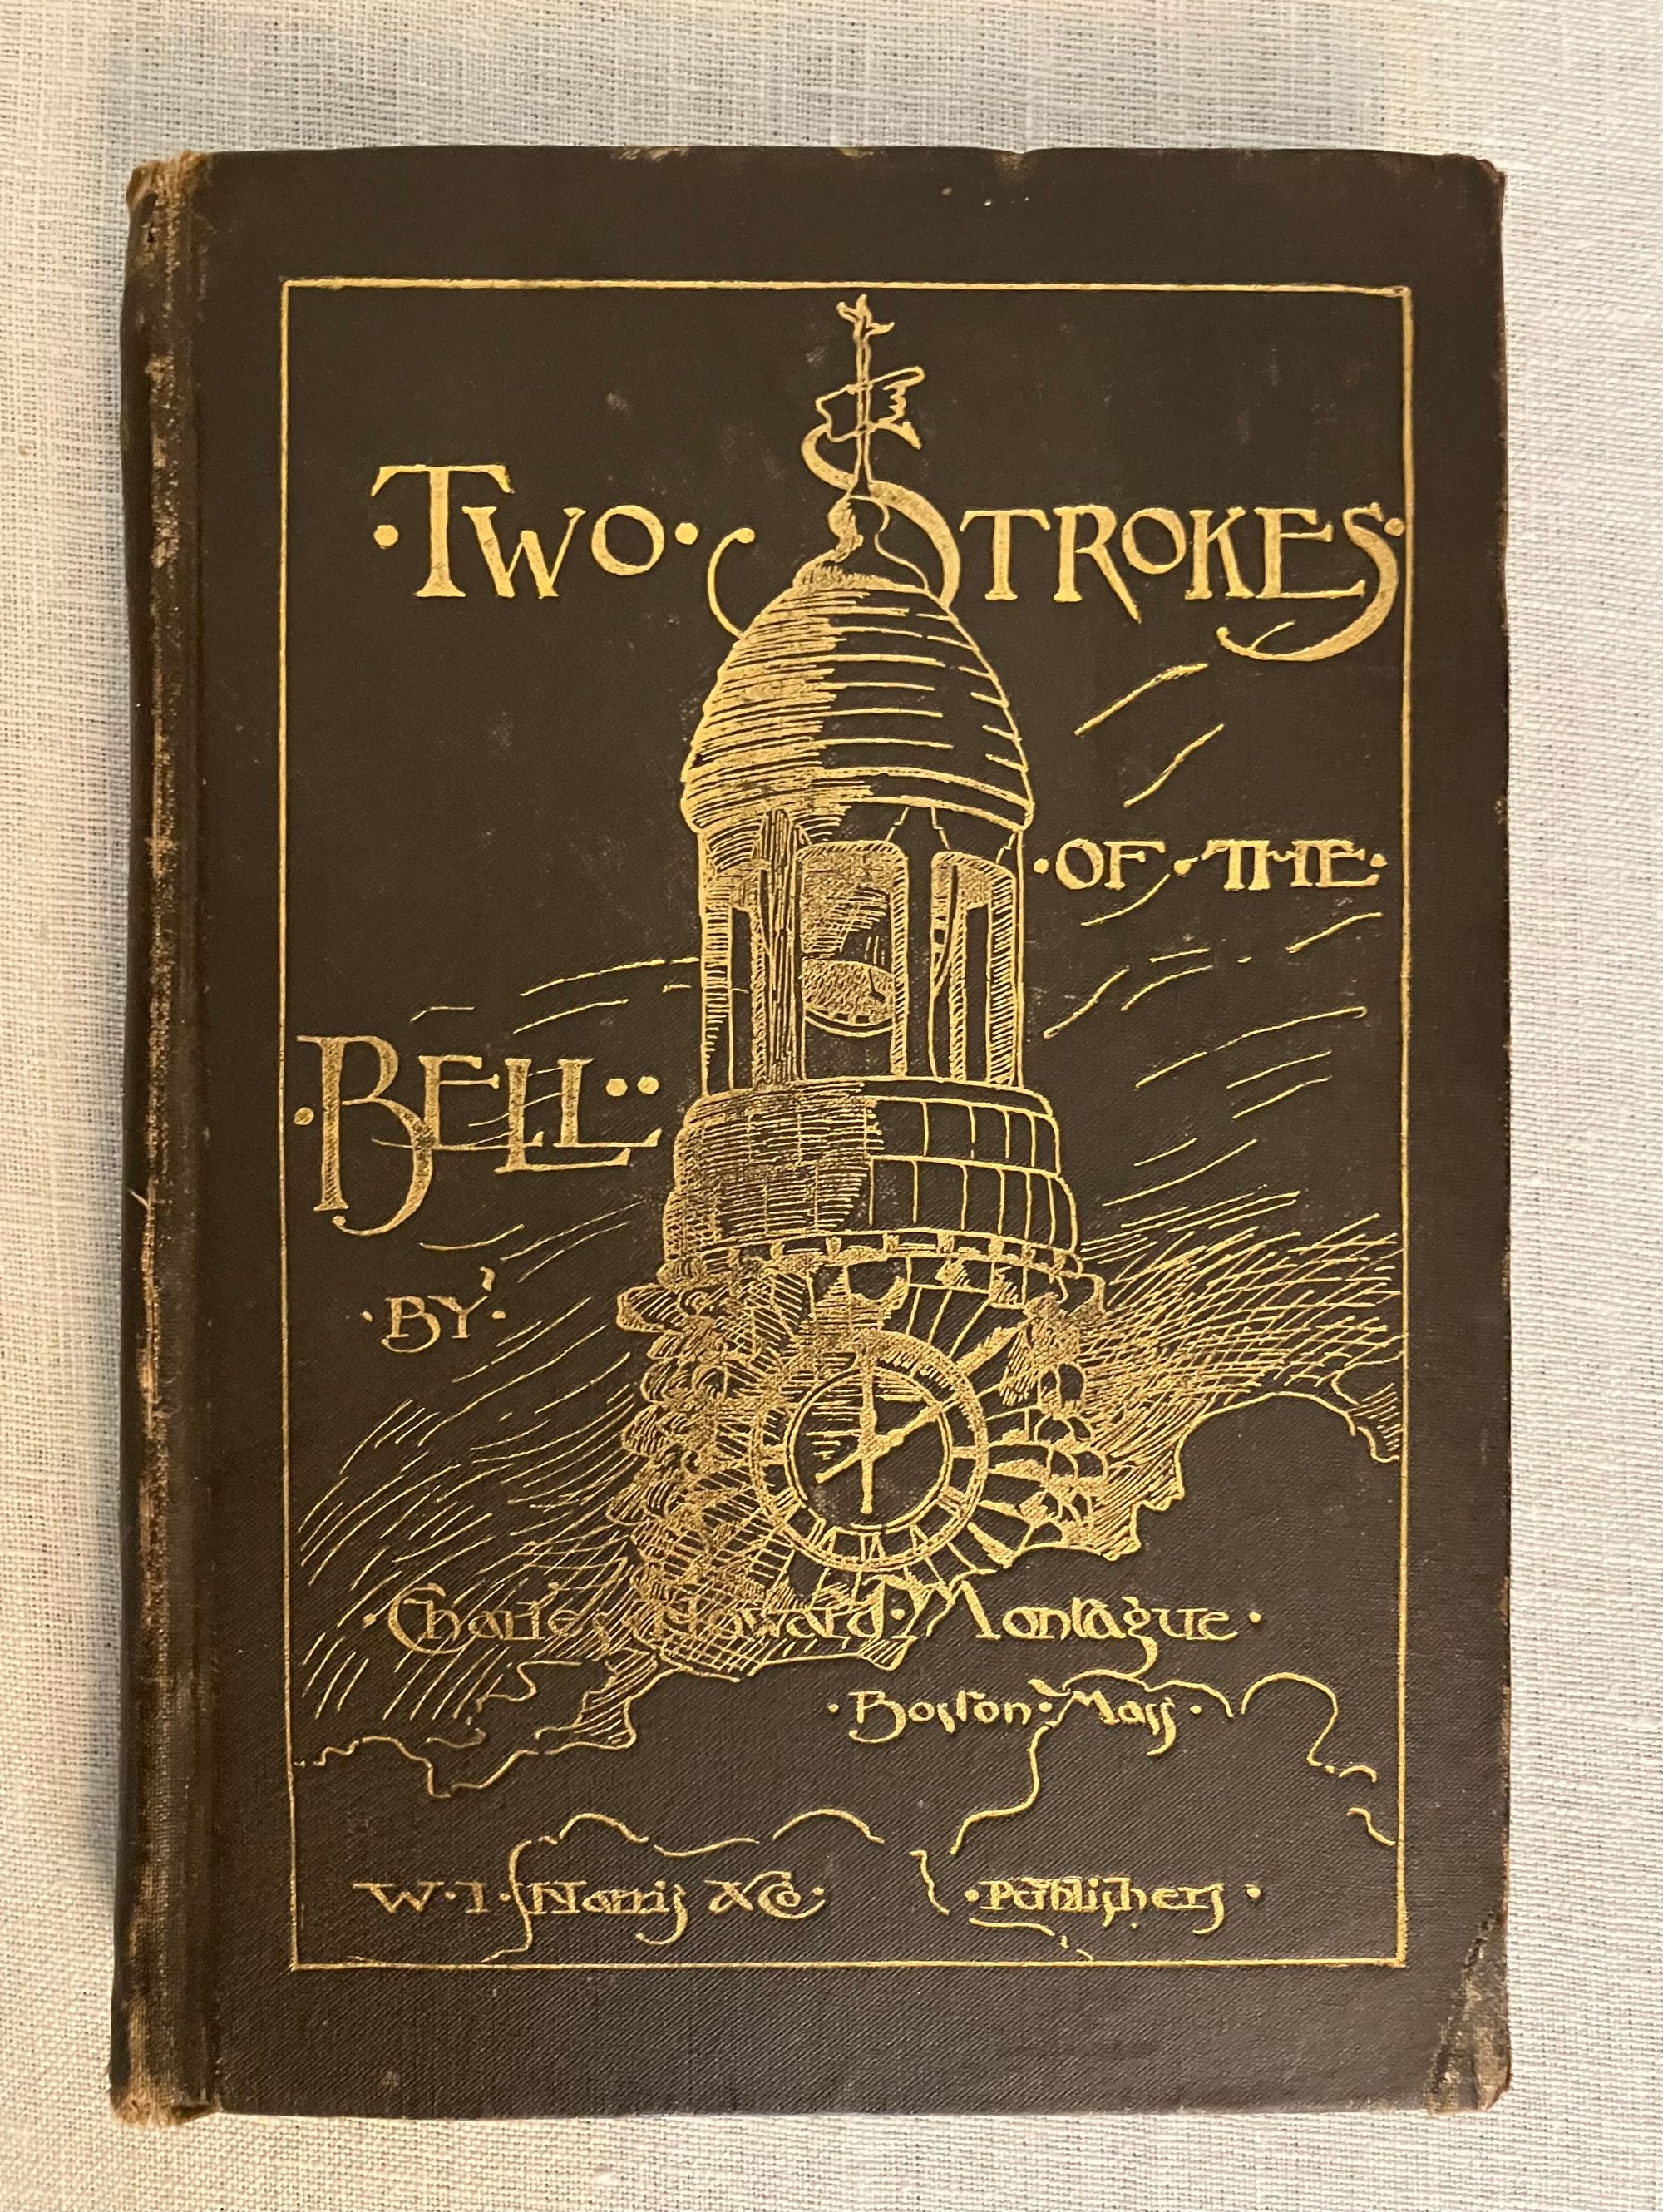 ·TWO· STROKES·
·OF·THE·
·BELL··
·BY·
·Charles Howard·Montague·
·Boston·Mass·
W·I·Harris & Co·
·Publishers·